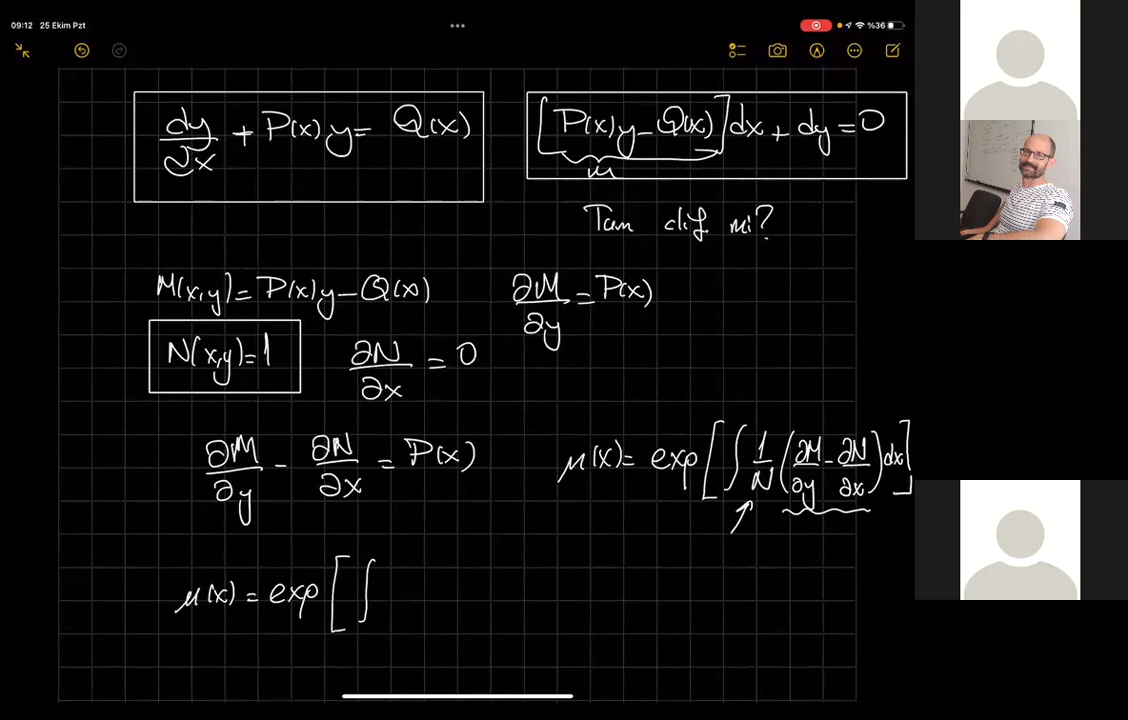 09:12 25 Ekim Pzt %36
dy/dx + P(x)y = Q(x)
[P(x)y - Q(x)]dx + dy = 0
M
Tam dif. mi?
M(x,y) = P(x)y - Q(x) ∂M/∂y = P(x)
N(x,y) = 1 ∂N/∂x = 0
∂M/∂y - ∂N/∂x = P(x) μ(x) = exp[∫ 1/N (∂M/∂y - ∂N/∂x) dx]
μ(x) = exp[∫